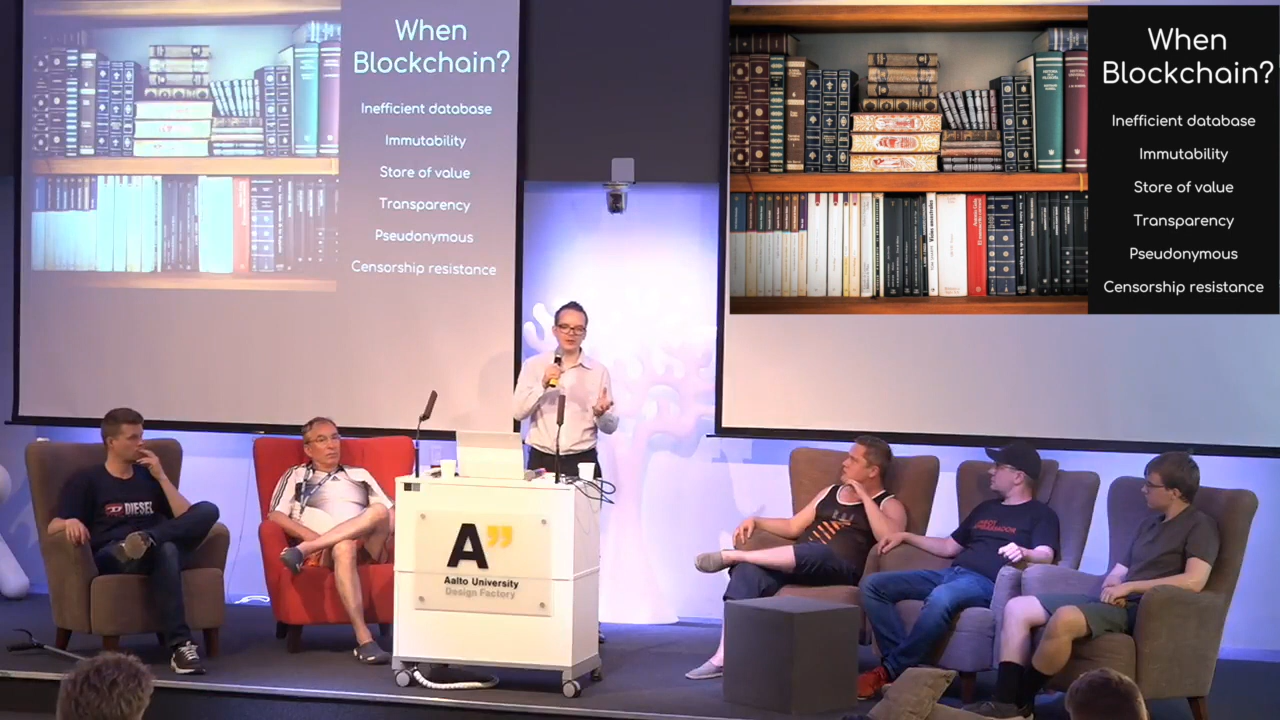 When
Blockchain?
Inefficient database
Immutability
Store of value
Transparency
Pseudonymous
Censorship resistance
When
Blockchain?
Inefficient database
Immutability
Store of value
Transparency
Pseudonymous
Censorship resistance
DIESEL
A”
Aalto University
Design Factory